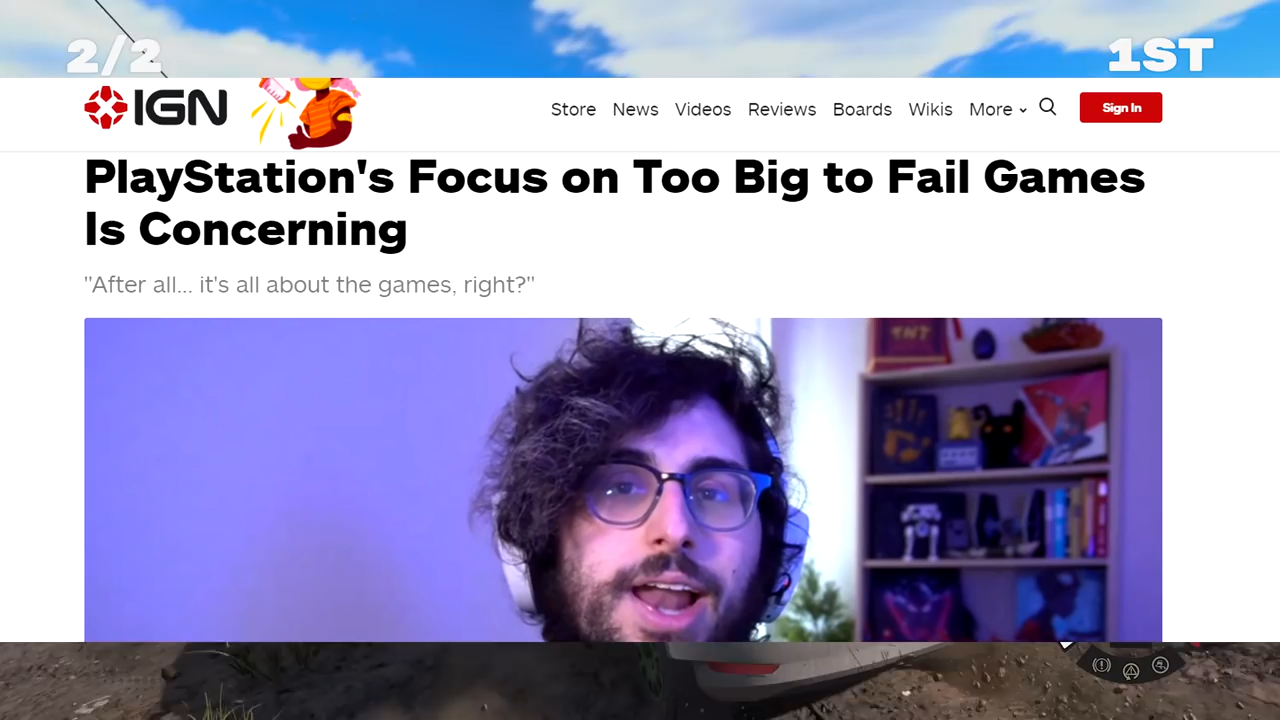 2/2
1ST
IGN
Store News Videos Reviews Boards Wikis More Sign In
PlayStation's Focus on Too Big to Fail Games
Is Concerning
"After all... it's all about the games, right?"
TNT